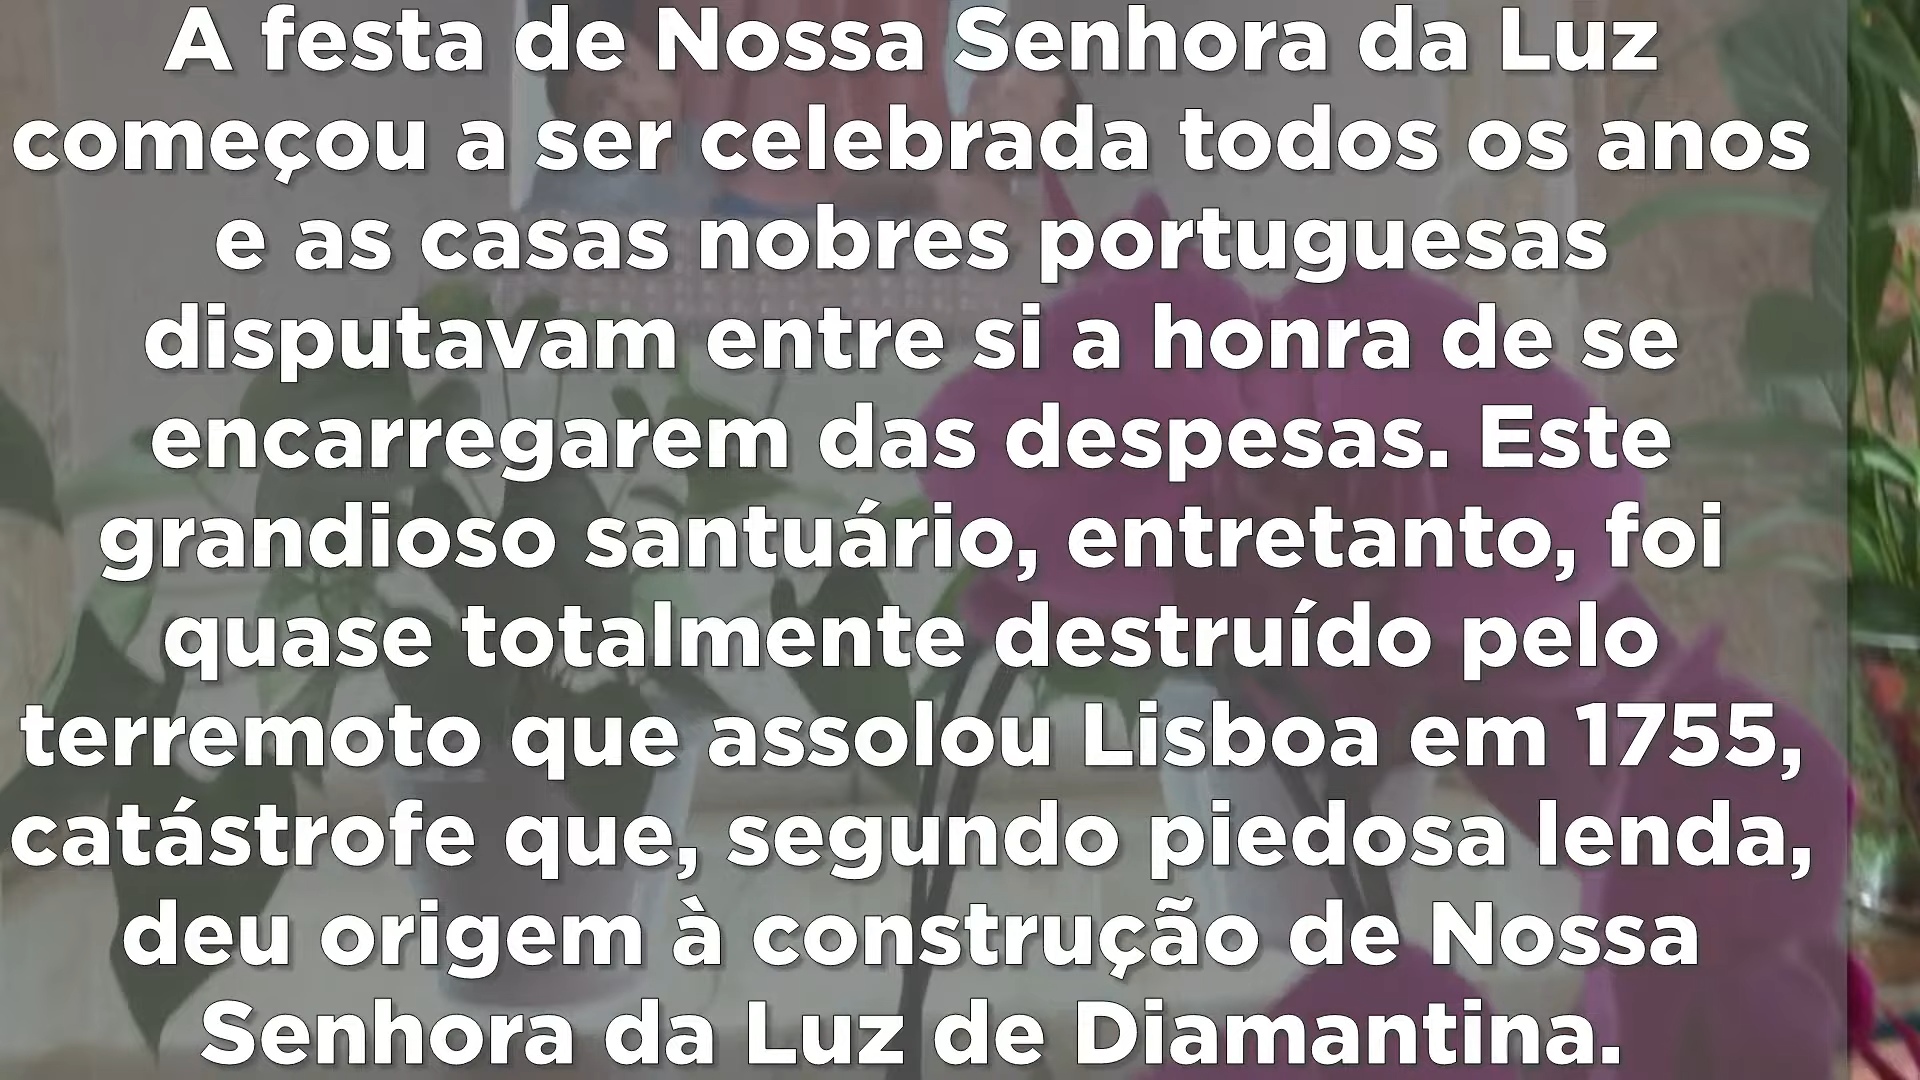 A festa de Nossa Senhora da Luz
começou a ser celebrada todos os anos
e as casas nobres portuguesas
disputavam entre si a honra de se
encarregarem das despesas. Este
grandioso santuário, entretanto, foi
quase totalmente destruído pelo
terremoto que assolou Lisboa em 1755,
catástrofe que, segundo piedosa lenda,
deu origem à construção de Nossa
Senhora da Luz de Diamantina.